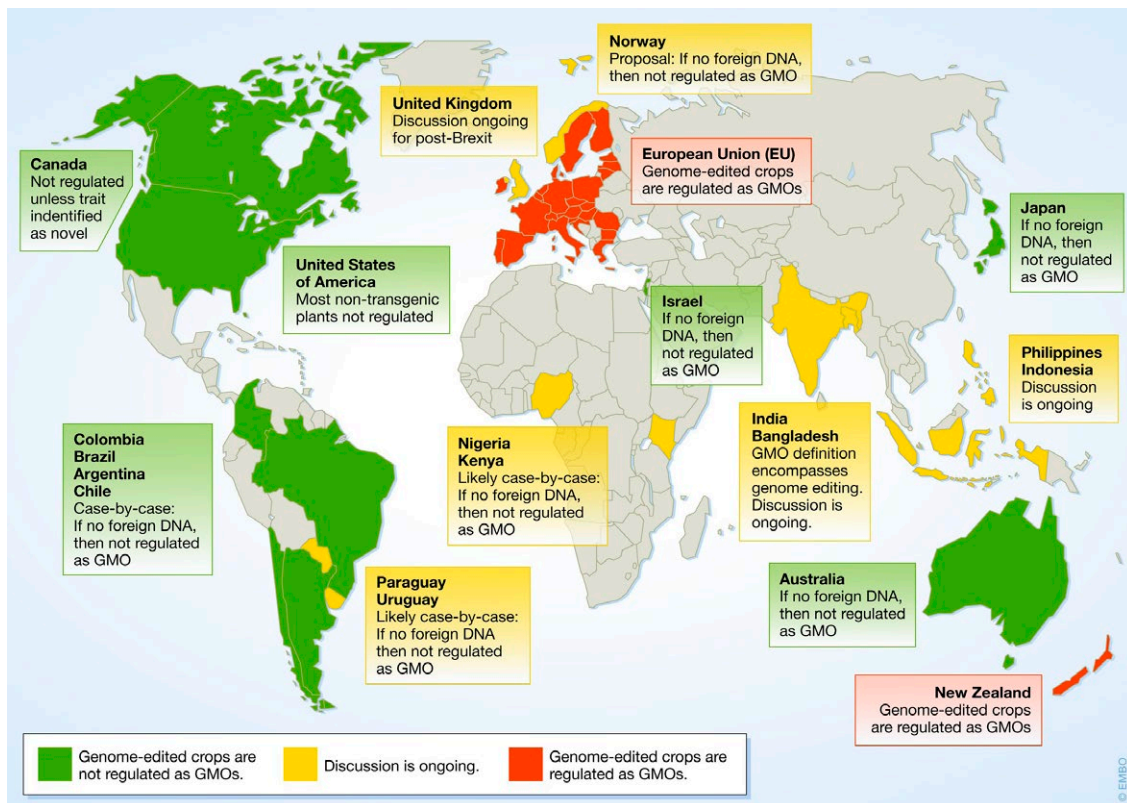 Norway
Proposal: If no foreign DNA,
then not regulated as GMO
United Kingdom
Discussion ongoing
for post-Brexit
European Union (EU)
Genome-edited crops
are regulated as GMOs
Canada
Not regulated
unless trait
indentified
as novel
Japan
If no foreign
DNA, then
not regulated
as GMO
United States
of America
Most non-transgenic
plants not regulated
Israel
If no foreign
DNA, then
not regulated
as GMO
Philippines
Indonesia
Discussion
is ongoing
Colombia
Brazil
Argentina
Chile
Case-by-case:
If no foreign DNA,
then not regulated
as GMO
Nigeria
Kenya
Likely case-by-case:
If no foreign DNA,
then not regulated
as GMO
India
Bangladesh
GMO definition
encompasses
genome editing.
Discussion is
ongoing.
Paraguay
Uruguay
Likely case-by-case:
If no foreign DNA
then not regulated
as GMO
Australia
If no foreign DNA,
then not regulated
as GMO
New Zealand
Genome-edited crops
are regulated as GMOs
Genome-edited crops are
not regulated as GMOs.
Discussion is ongoing.
Genome-edited crops are
regulated as GMOs.
© EMBO